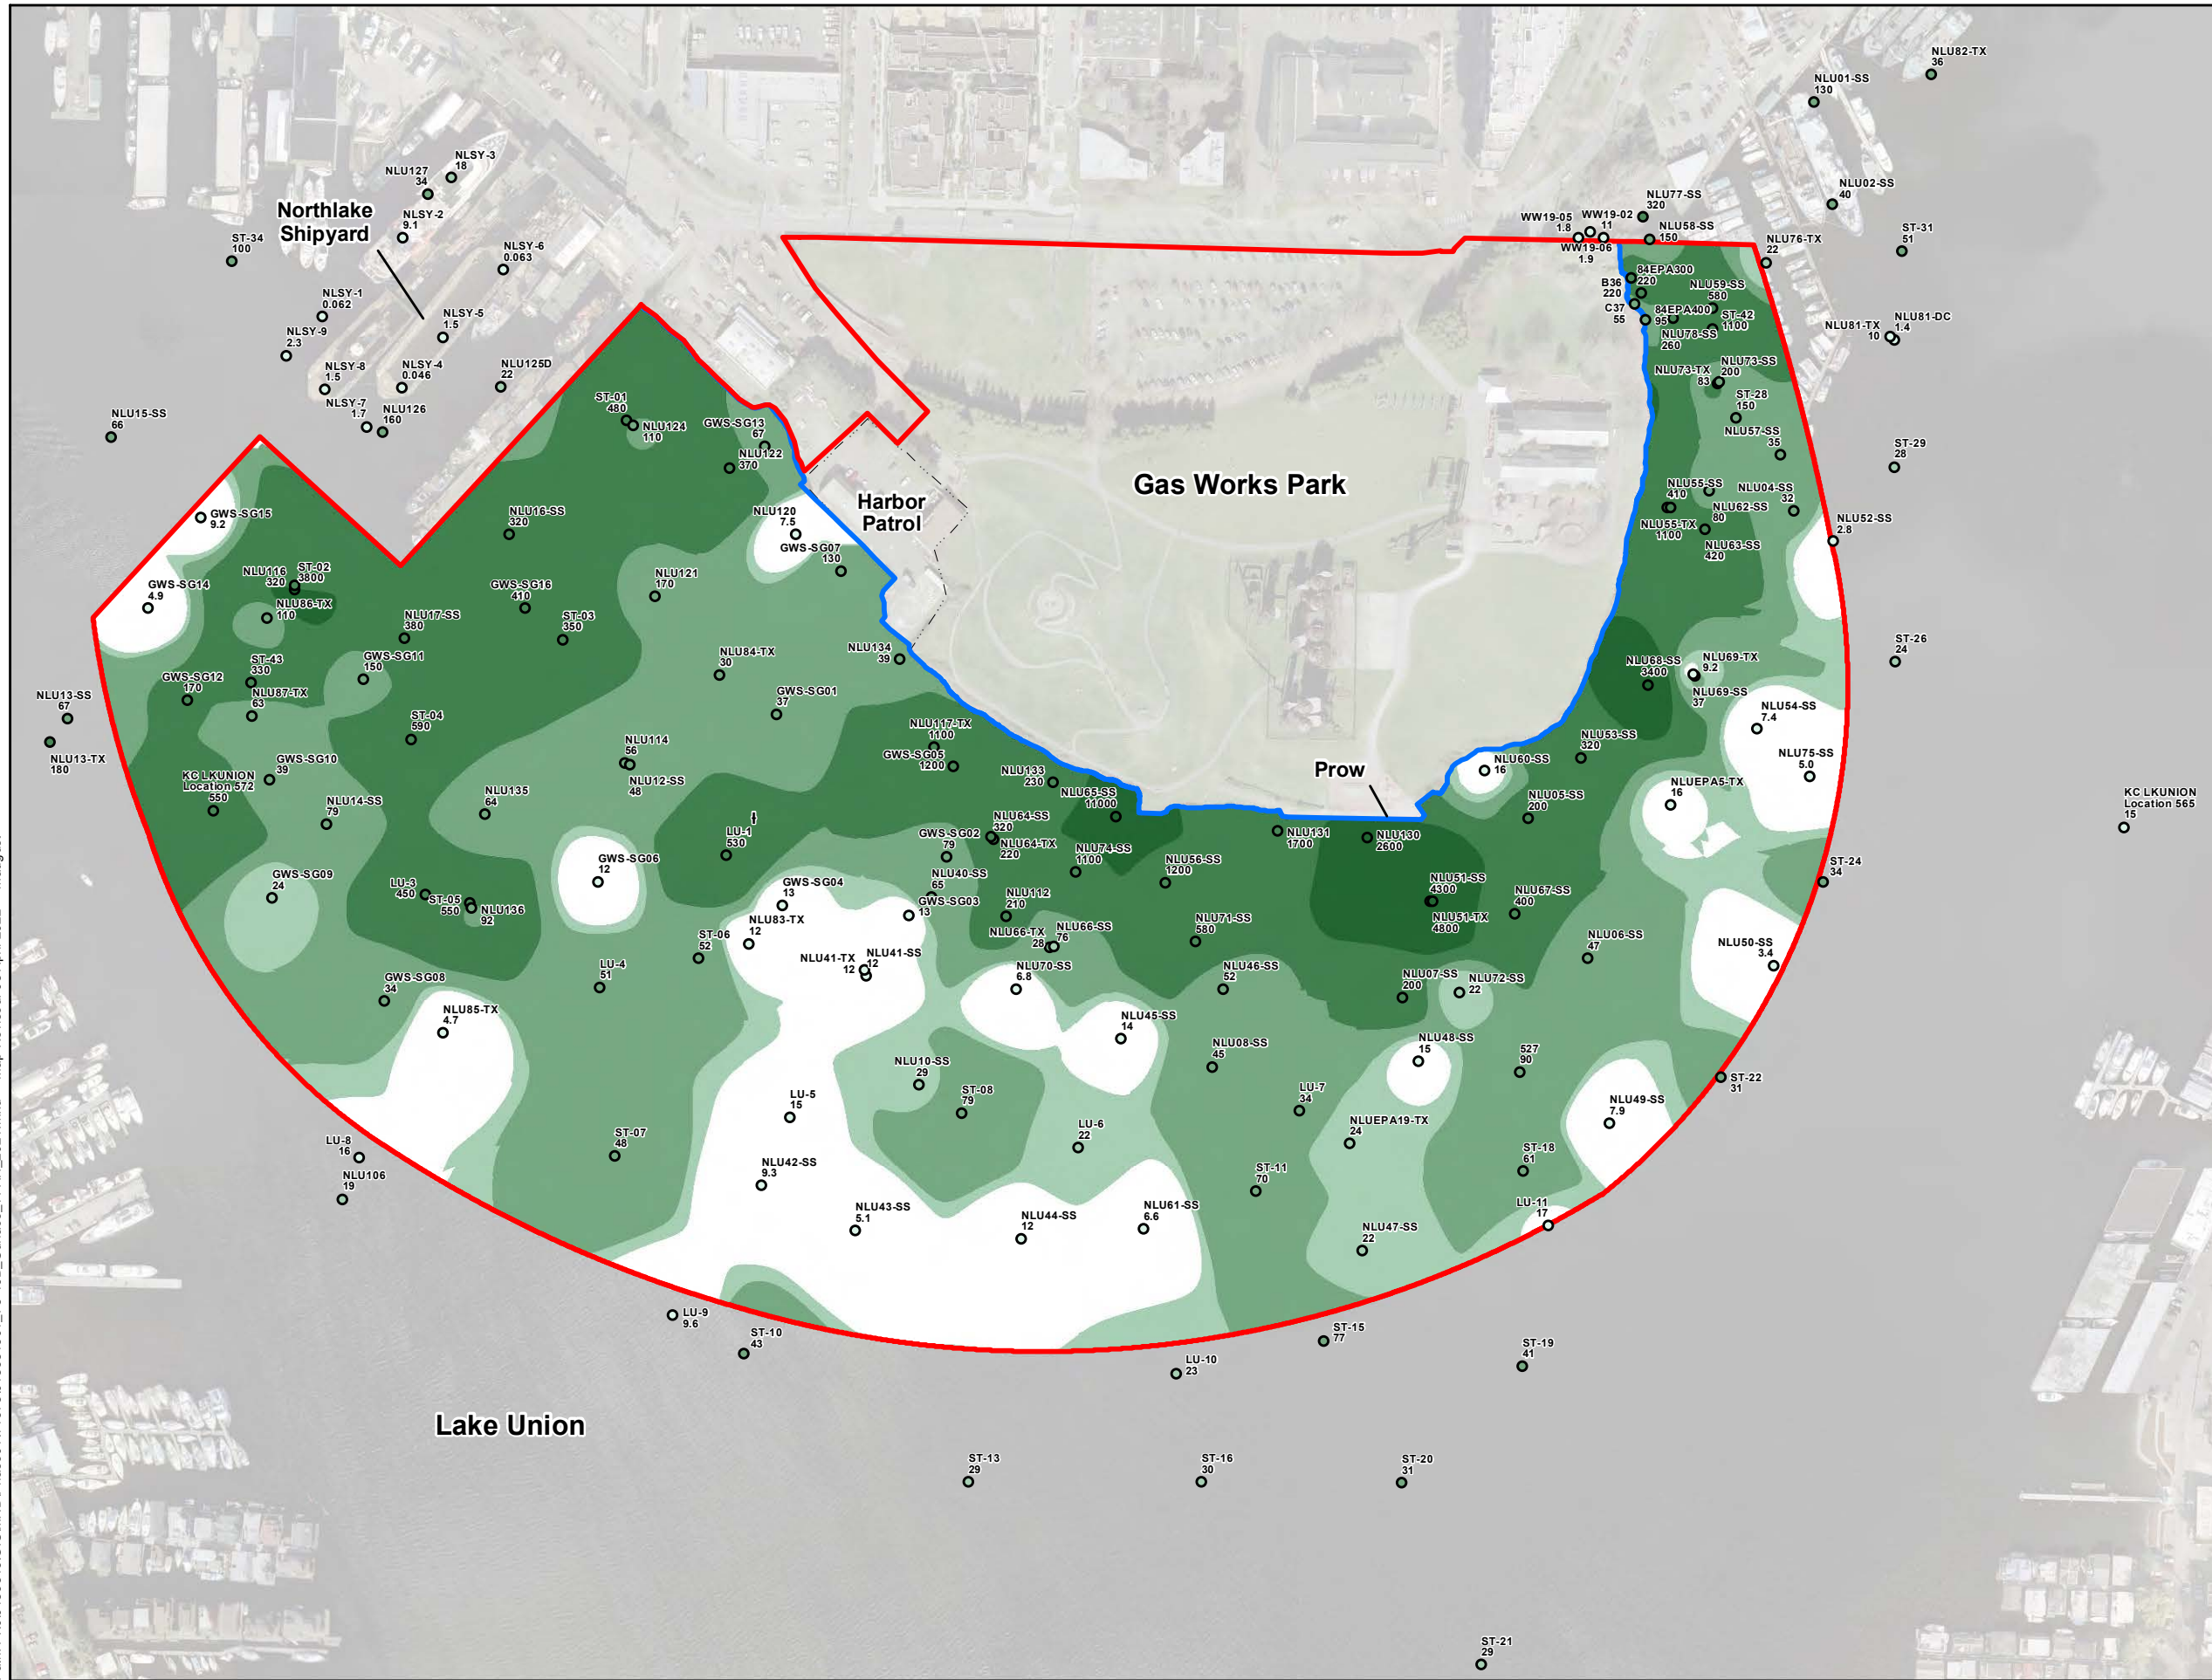 NLU82-TX
36
NLU01-SS
130
NLSY-3
18
NLU127
34
NLU02-SS
40
Northlake
Shipyard
NLSY-2
9.1
NLU77-SS
320
WW19-05
1.8
WW19-02
11
WW19-06
1.9
NLU58-SS
150
ST-31
51
ST-34
100
NLSY-6
0.063
NLU76-TX
22
84EPA300
220
B36
220
NLU59-SS
580
NLSY-1
0.062
C37
55
84EPA400
95
ST-42
1100
NLU81-DC
1.4
NLU81-TX
10
NLSY-5
1.5
NLU78-SS
260
NLSY-9
2.3
NLSY-8
1.5
NLSY-4
0.046
NLU125D
22
NLU73-SS
200
NLU73-TX
83
NLSY-7
1.7
NLU126
160
NLU15-SS
66
ST-01
480
NLU124
110
GWS-SG13
67
ST-28
150
NLU57-SS
35
NLU122
370
ST-29
28
Gas Works Park
Harbor
Patrol
NLU55-SS
410
NLU04-SS
32
GWS-SG15
9.2
NLU16-SS
320
NLU120
7.5
NLU62-SS
80
NLU52-SS
2.8
NLU55-TX
1100
NLU63-SS
420
GWS-SG07
130
NLU116
320
ST-02
3800
GWS-SG14
4.9
NLU86-TX
110
GWS-SG16
410
NLU121
170
NLU17-SS
380
ST-03
350
ST-26
24
NLU134
39
GWS-SG11
150
ST-43
330
NLU84-TX
30
NLU68-SS
3400
NLU69-TX
9.2
NLU69-SS
37
GWS-SG12
170
NLU87-TX
63
GWS-SG01
37
NLU13-SS
67
ST-04
590
NLU117-TX
1100
NLU54-SS
7.4
NLU13-TX
180
NLU114
56
GWS-SG05
1200
NLU53-SS
320
NLU75-SS
5.0
NLU12-SS
48
GWS-SG10
39
NLU133
230
NLU60-SS
16
Prow
KC LKUNION
Location 572
550
NLUEPA5-TX
16
NLU135
64
NLU65-SS
11000
NLU05-SS
200
KC LKUNION
Location 565
15
NLU14-SS
79
LU-1
530
NLU64-SS
320
GWS-SG02
79
NLU64-TX
220
NLU131
1700
NLU130
2600
GWS-SG06
12
NLU74-SS
1100
NLU56-SS
1200
ST-24
34
GWS-SG09
24
LU-3
450
ST-05
550
NLU136
92
GWS-SG04
13
NLU40-SS
65
GWS-SG03
13
NLU112
210
NLU51-SS
4300
NLU51-TX
4800
NLU67-SS
400
NLU83-TX
12
NLU71-SS
580
NLU66-TX
28
NLU66-SS
76
ST-06
52
NLU06-SS
47
NLU50-SS
3.4
NLU41-TX
12
NLU41-SS
12
LU-4
51
NLU70-SS
6.8
NLU46-SS
52
NLU07-SS
200
NLU72-SS
22
GWS-SG08
34
NLU85-TX
4.7
NLU45-SS
14
NLU08-SS
45
NLU48-SS
15
527
90
NLU10-SS
29
ST-22
31
LU-5
15
ST-08
79
LU-7
34
NLU49-SS
7.9
LU-6
22
NLUEPA19-TX
24
ST-07
48
LU-8
16
ST-18
61
NLU42-SS
9.3
ST-11
70
NLU106
19
NLU43-SS
5.1
NLU44-SS
12
NLU61-SS
6.6
LU-11
17
NLU47-SS
22
LU-9
9.6
ST-10
43
ST-15
77
ST-19
41
LU-10
23
Lake Union
ST-13
29
ST-16
30
ST-20
31
ST-21
29